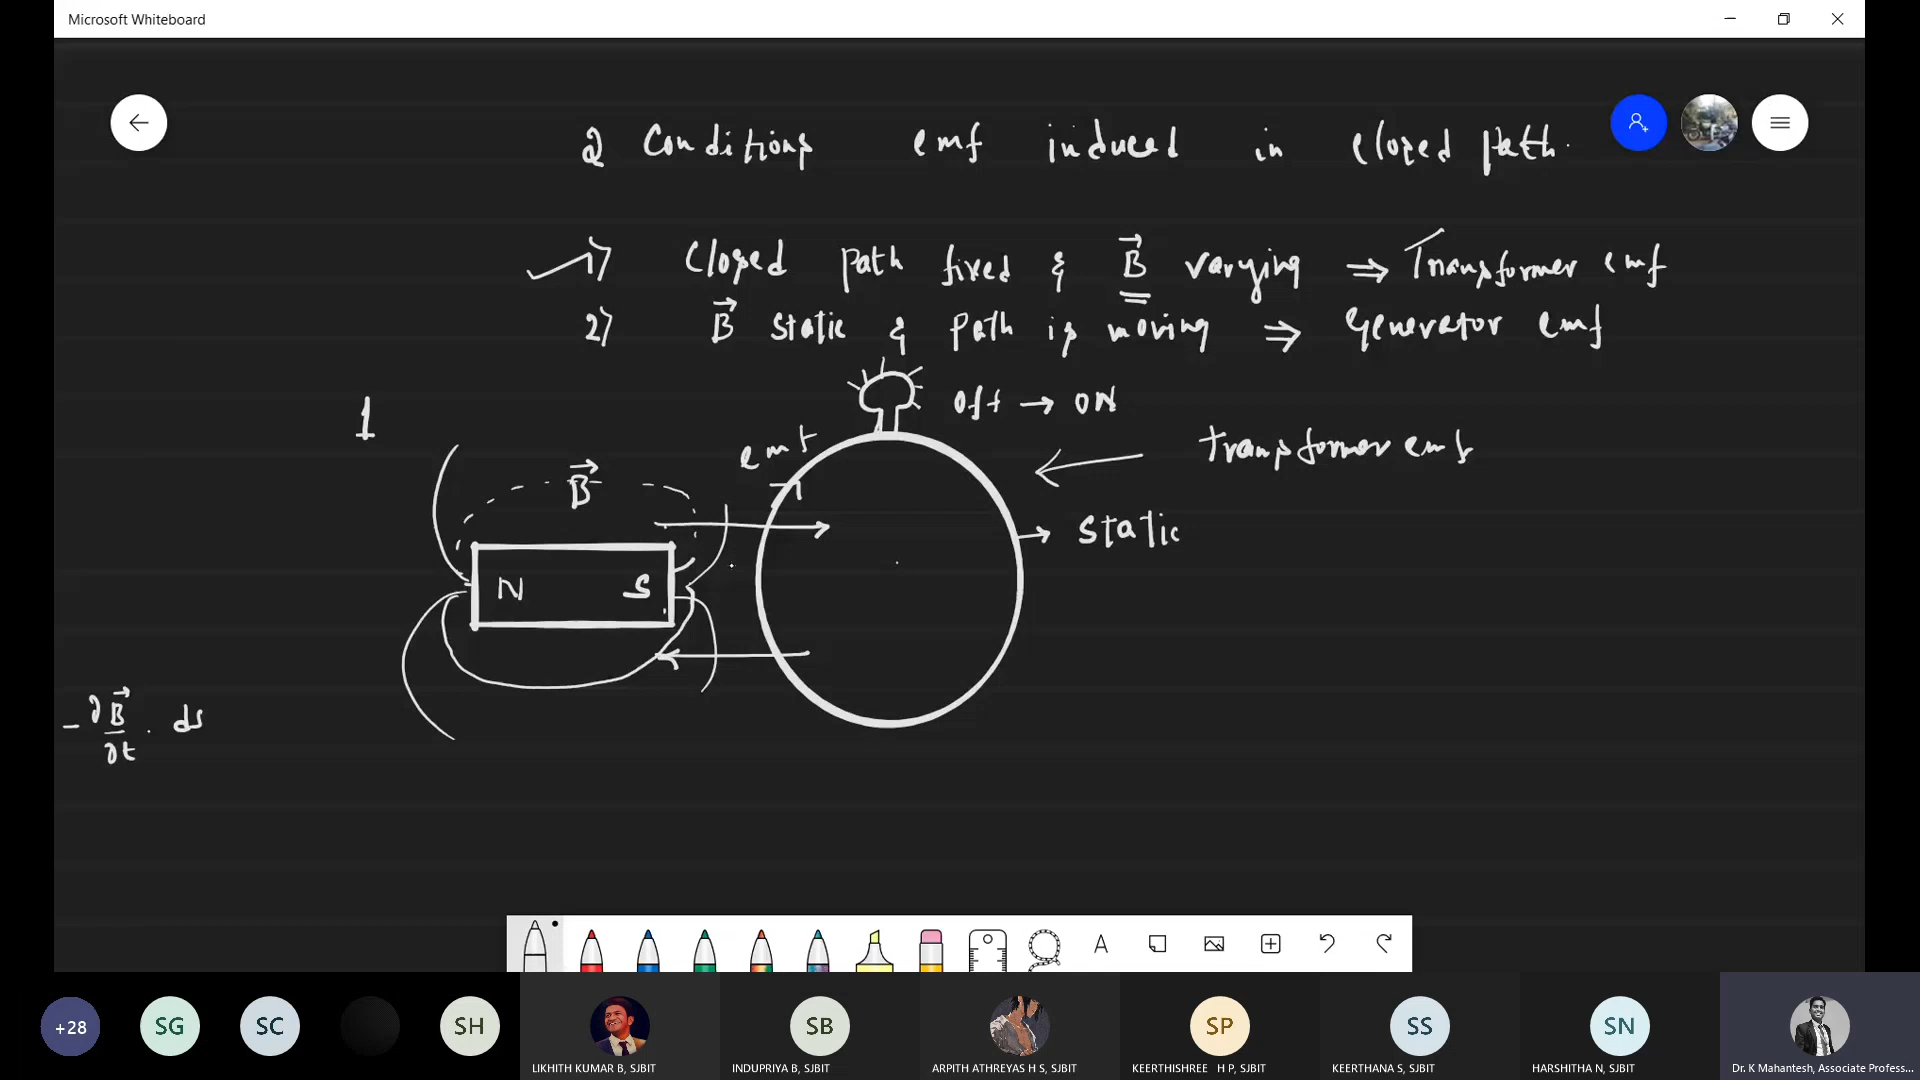 Microsoft Whiteboard
2 Conditions emf induced in closed path.
1) Closed path fixed & B varying ⇒ Transformer emf
2) B static & path is moving ⇒ Generator emf
off → ON
1
emf
Transformer emf
B
→ static
N S
- ∂B/∂t . ds
A
+28
SG
SC
SH
SB
SP
SS
SN
LIKHITH KUMAR B, SJBIT
INDUPRIYA B, SJBIT
ARPITH ATHREYAS H S, SJBIT
KEERTHISHREE H P, SJBIT
KEERTHANA S, SJBIT
HARSHITHA N, SJBIT
Dr. K Mahantesh, Associate Profess...